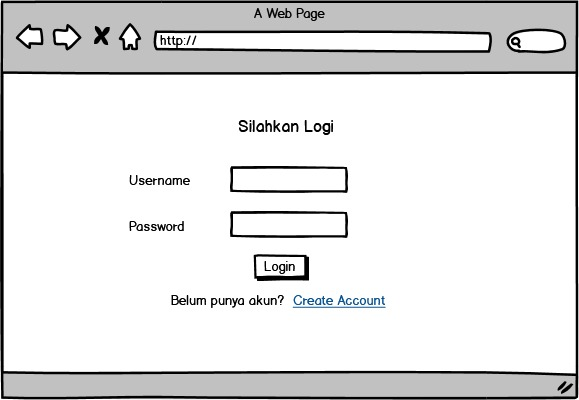 A Web Page
http://
Silahkan Logi
Username
Password
Login
Belum punya akun? Create Account